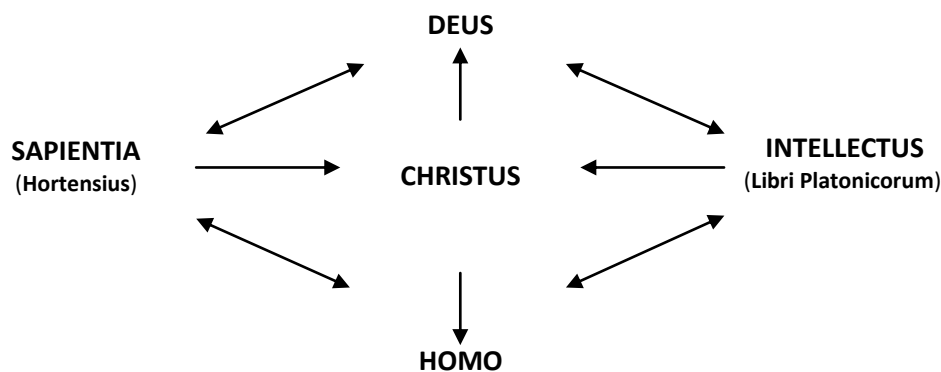 DEUS
SAPIENTIA
(Hortensius)
CHRISTUS
INTELLECTUS
(Libri Platonicorum)
HOMO